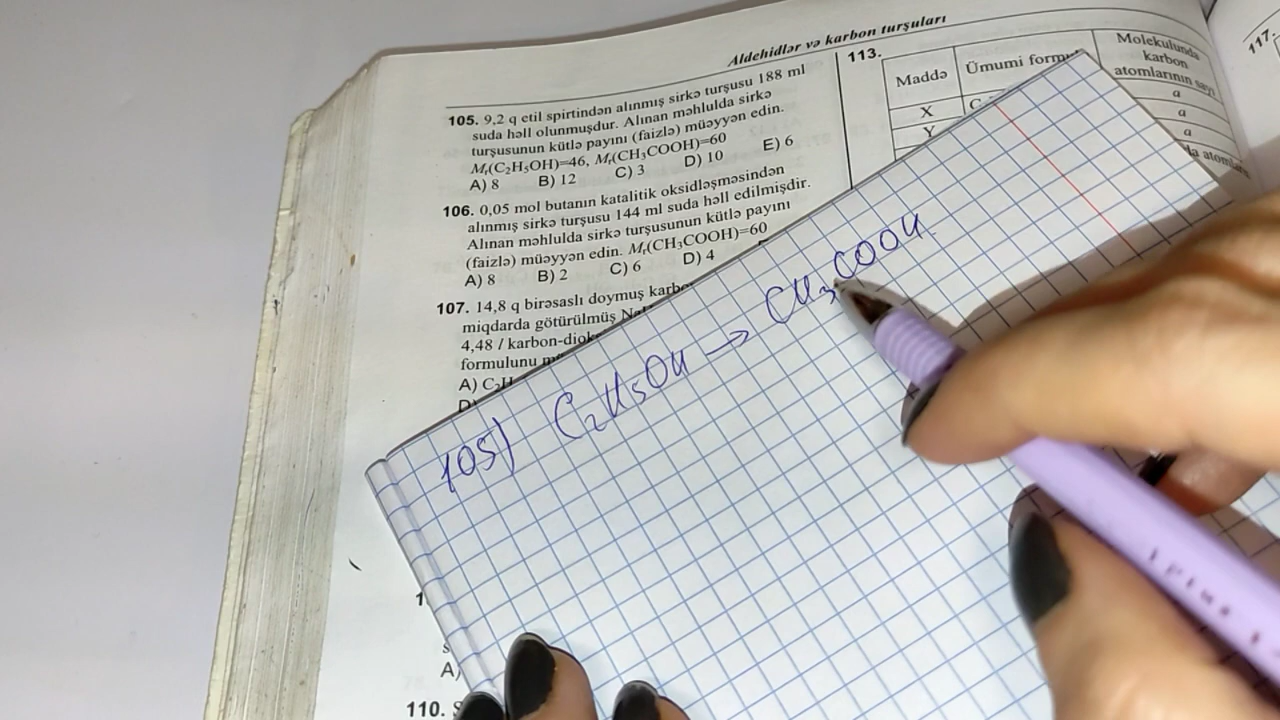 Aldehidlər və karbon turşuları
105. 9,2 q etil spirtindən alınmış sirkə turşusu 188 ml
suda həll olunmuşdur. Alınan məhlulda sirkə
turşusunun kütlə payını (faizlə) müəyyən edin.
Mr(C₂H₅OH)=46, Mr(CH₃COOH)=60
A) 8 B) 12 C) 3 D) 10 E) 6
106. 0,05 mol butanın katalitik oksidləşməsindən
alınmış sirkə turşusu 144 ml suda həll edilmişdir.
Alınan məhlulda sirkə turşusunun kütlə payını
(faizlə) müəyyən edin. Mr(CH₃COOH)=60
A) 8 B) 2 C) 6 D) 4
107. 14,8 q birəsaslı doymuş
miqdarda götürülmüş
4,48 l
formulunu
A)
110.
113.
Maddə Ümumi Molekulunda
karbon
atomlarının sayı
X a
Y a
a
117.
105) C₂H₅OH → CH₃COOH